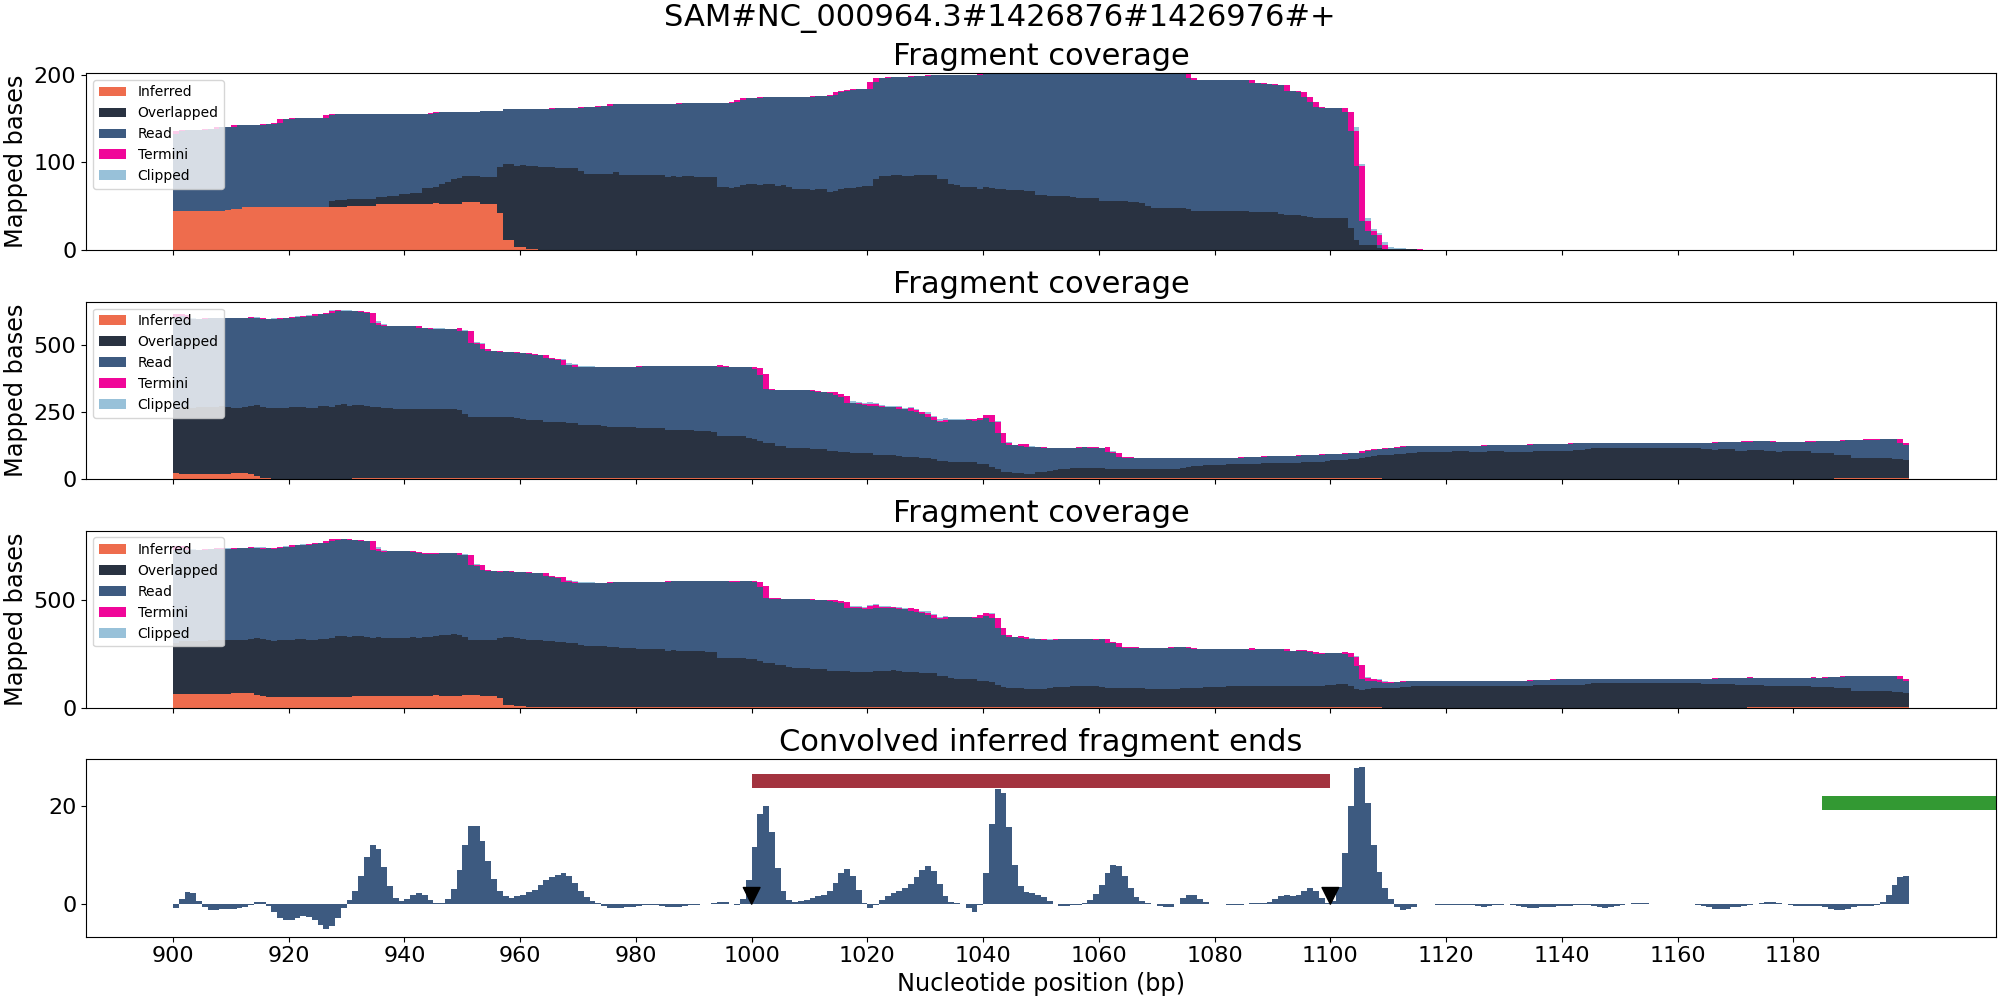 SAM#NC_000964.3#1426876#1426976#+
Fragment coverage
Mapped bases
200
100
0
Inferred
Overlapped
Read
Termini
Clipped
Fragment coverage
Mapped bases
500
250
0
Inferred
Overlapped
Read
Termini
Clipped
Fragment coverage
Mapped bases
500
0
Inferred
Overlapped
Read
Termini
Clipped
Convolved inferred fragment ends
20
0
900 920 940 960 980 1000 1020 1040 1060 1080 1100 1120 1140 1160 1180
Nucleotide position (bp)